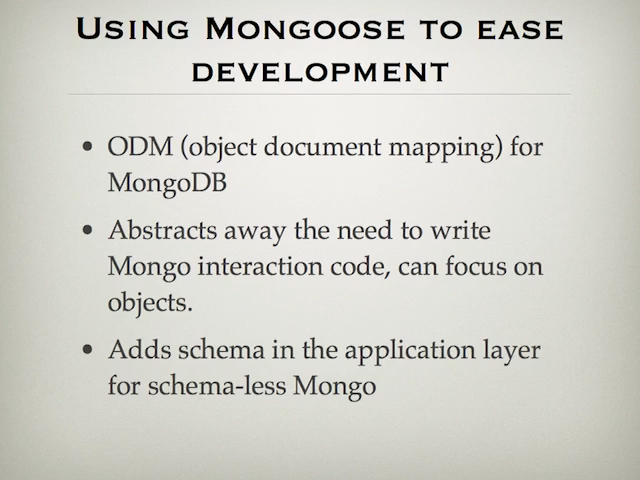 Using Mongoose to ease
development
• ODM (object document mapping) for
MongoDB
• Abstracts away the need to write
Mongo interaction code, can focus on
objects.
• Adds schema in the application layer
for schema-less Mongo